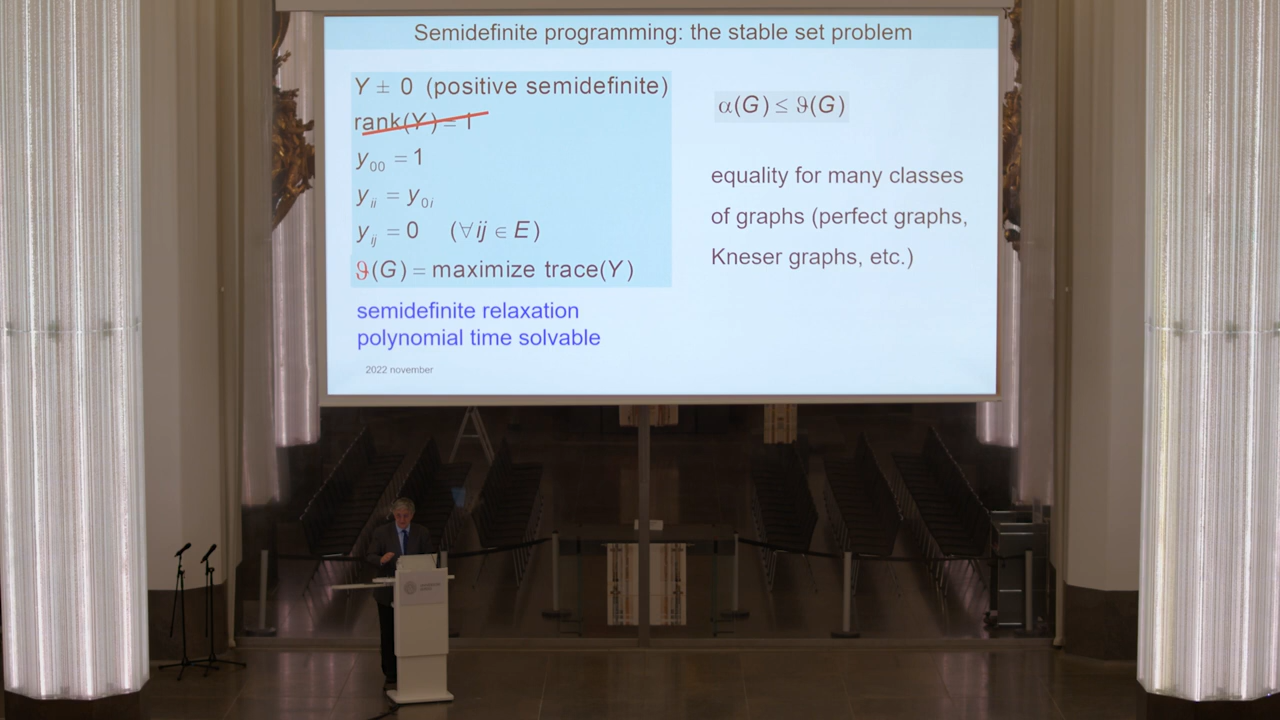 Semidefinite programming: the stable set problem
Y ± 0 (positive semidefinite)
rank(Y) = 1
y₀₀ = 1
yᵢᵢ = y₀ᵢ
yᵢⱼ = 0 (∀ij ∈ E)
ϑ(G) = maximize trace(Y)
semidefinite relaxation
polynomial time solvable
2022 november
α(G) ≤ ϑ(G)
equality for many classes
of graphs (perfect graphs,
Kneser graphs, etc.)